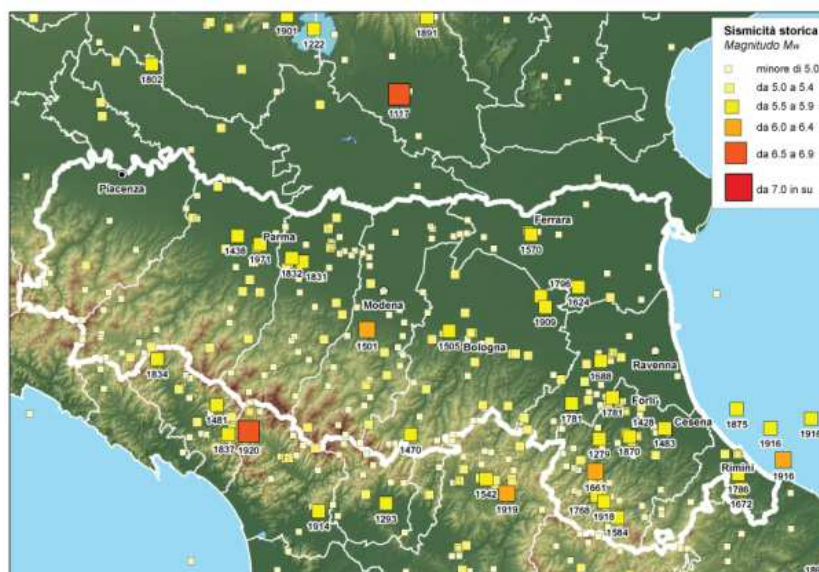 Sismicità storica
Magnitudo Mw
minore di 5.0
da 5.0 a 5.4
da 5.5 a 5.9
da 6.0 a 6.4
da 6.5 a 6.9
da 7.0 in su
1901
1222
1891
1802
1117
Piacenza
Ferrara
1570
Parma
1438
1971
1832
1831
1796
1624
Modena
1909
1501
1505
Bologna
1834
1688
Ravenna
1481
1781
Forlì
1781
1428
Cesena
1875
1916
1916
1837
1920
1470
1279
1870
1483
1661
Rimini
1916
1786
1672
1542
1919
1768
1918
1584
1914
1293